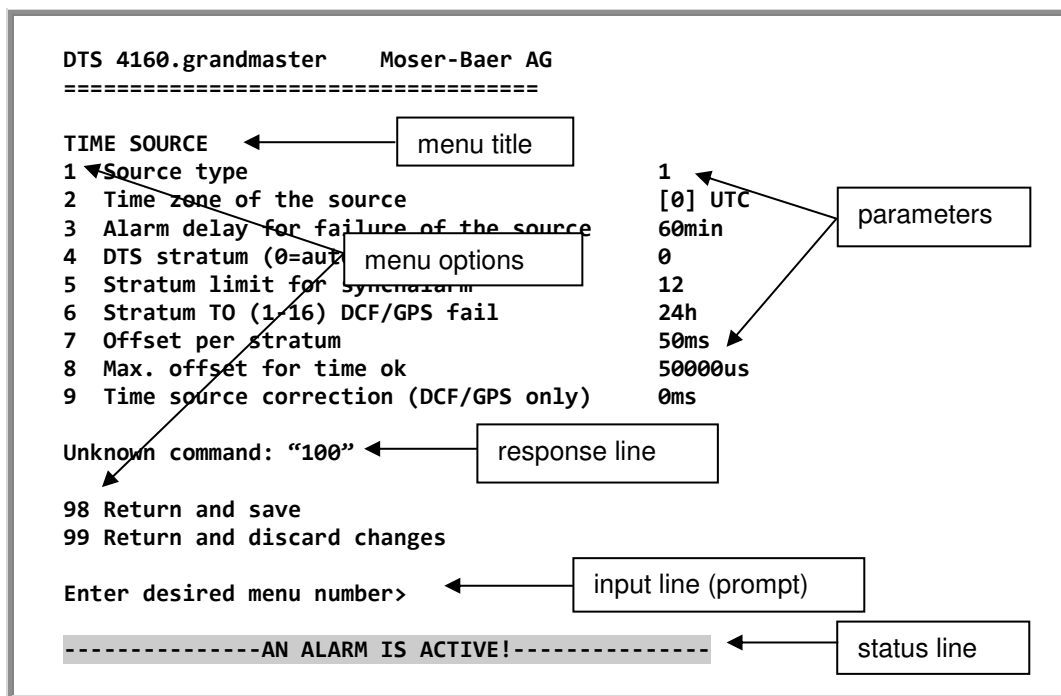 DTS 4160.grandmaster    Moser-Baer AG
====================================
TIME SOURCE
menu title
1  Source type    1
2  Time zone of the source    [0] UTC
parameters
3  Alarm delay for failure of the source    60min
4  DTS stratum (0=aut    0
menu options
5  Stratum limit for synchalarm    12
6  Stratum TO (1-16) DCF/GPS fail    24h
7  Offset per stratum    50ms
8  Max. offset for time ok    50000us
9  Time source correction (DCF/GPS only)    0ms
Unknown command: “100”
response line
98 Return and save
99 Return and discard changes
Enter desired menu number>
input line (prompt)
---------------AN ALARM IS ACTIVE!---------------
status line